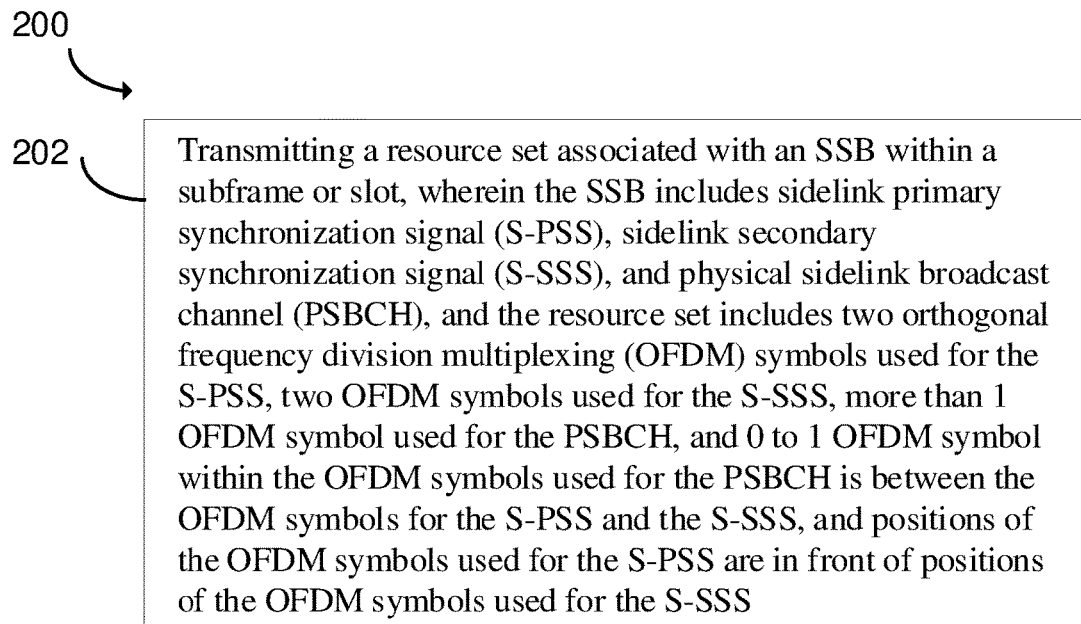 200
202
Transmitting a resource set associated with an SSB within a
subframe or slot, wherein the SSB includes sidelink primary
synchronization signal (S-PSS), sidelink secondary
synchronization signal (S-SSS), and physical sidelink broadcast
channel (PSBCH), and the resource set includes two orthogonal
frequency division multiplexing (OFDM) symbols used for the
S-PSS, two OFDM symbols used for the S-SSS, more than 1
OFDM symbol used for the PSBCH, and 0 to 1 OFDM symbol
within the OFDM symbols used for the PSBCH is between the
OFDM symbols for the S-PSS and the S-SSS, and positions of
the OFDM symbols used for the S-PSS are in front of positions
of the OFDM symbols used for the S-SSS